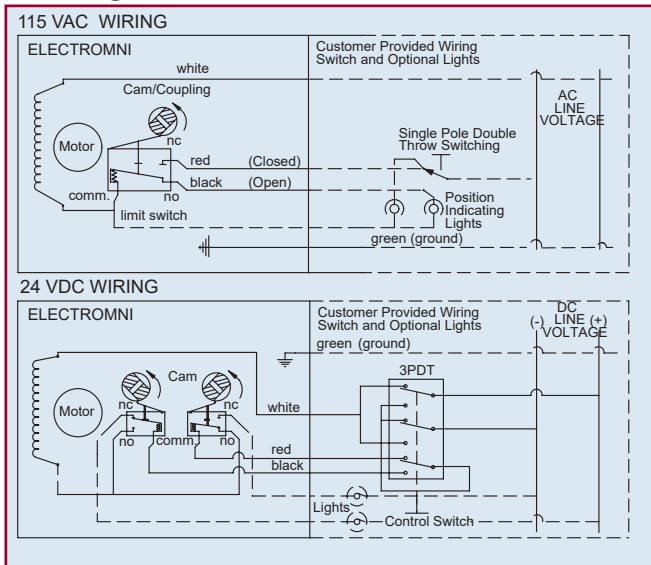 115 VAC WIRING
ELECTROMNI
Customer Provided Wiring
Switch and Optional Lights
white
Cam/Coupling
AC
LINE
VOLTAGE
Motor
nc
Single Pole Double
Throw Switching
red
(Closed)
black
(Open)
comm.
no
limit switch
Position
Indicating
Lights
green (ground)
24 VDC WIRING
ELECTROMNI
Customer Provided Wiring
Switch and Optional Lights
DC
(-) LINE (+)
VOLTAGE
green (ground)
3PDT
Cam
Motor
nc
nc
white
no
comm.
no
red
black
Lights
Control Switch